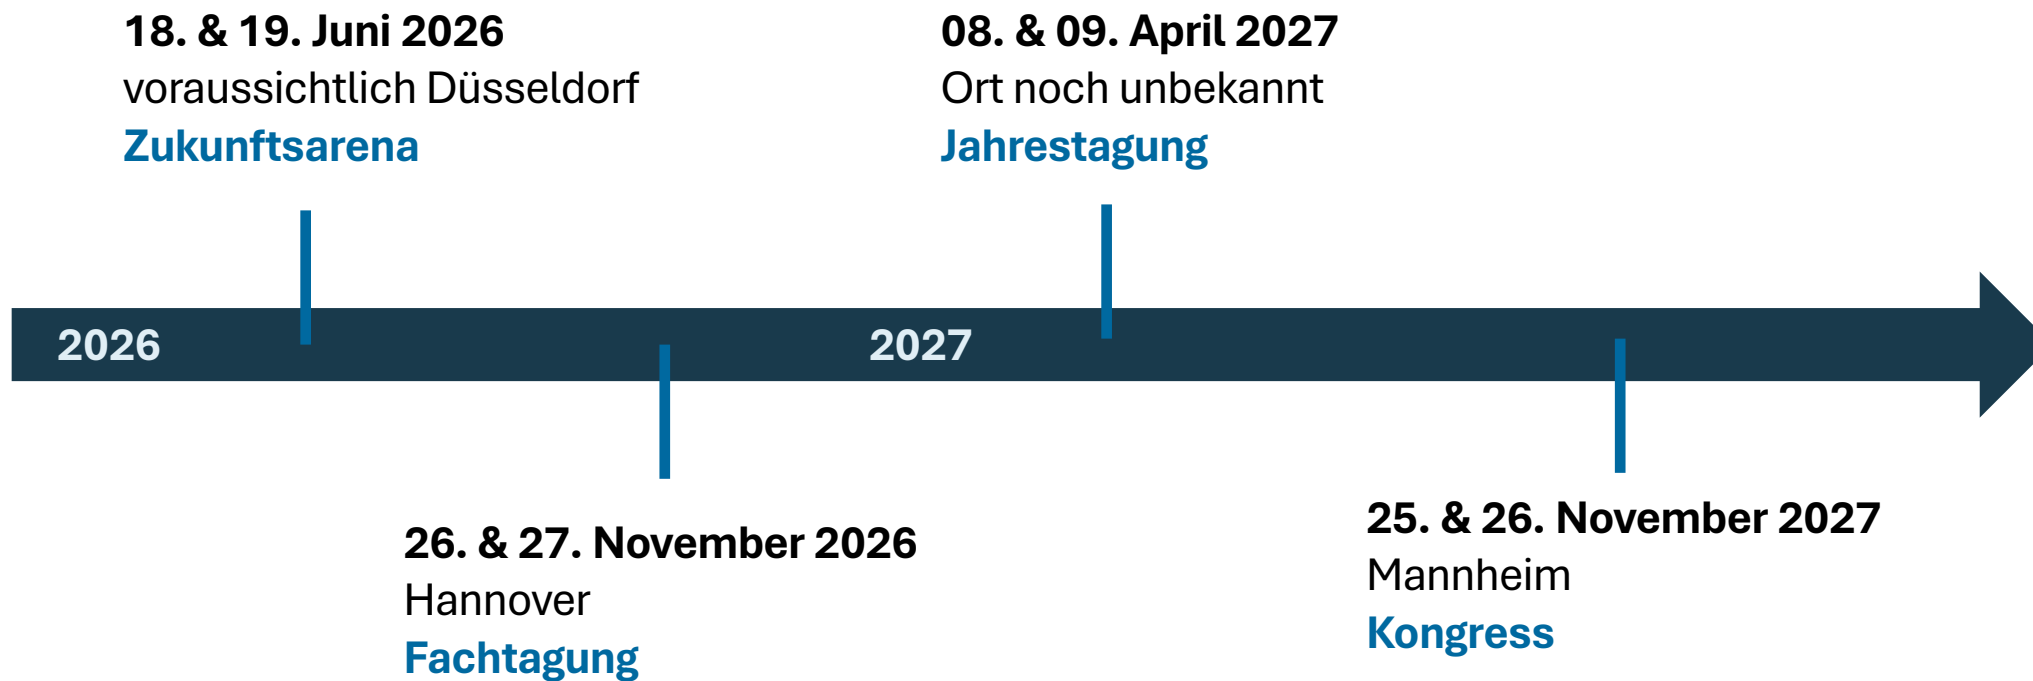 18. & 19. Juni 2026
voraussichtlich Düsseldorf
Zukunftsarena
08. & 09. April 2027
Ort noch unbekannt
Jahrestagung
2026
2027
26. & 27. November 2026
Hannover
Fachtagung
25. & 26. November 2027
Mannheim
Kongress